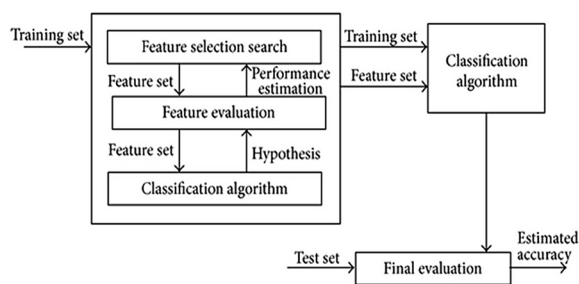 Training set
Feature selection search
Feature set
Performance
estimation
Feature evaluation
Feature set
Hypothesis
Classification algorithm
Training set
Feature set
Classification
algorithm
Test set
Final evaluation
Estimated
accuracy